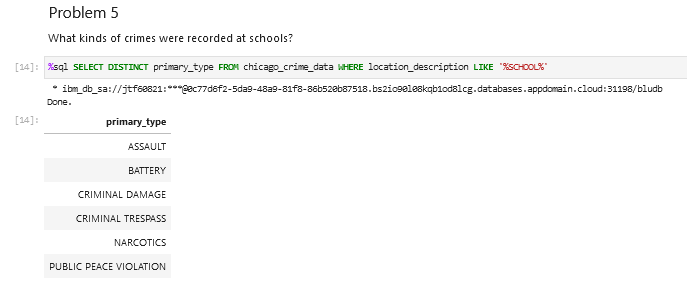 Problem 5
What kinds of crimes were recorded at schools?
[14]: %sql SELECT DISTINCT primary_type FROM chicago_crime_data WHERE location_description LIKE '%SCHOOL%'
* ibm_db_sa://jtf60821:***@0c77d6f2-5da9-48a9-81f8-86b520b87518.bs2io90l08kqb1od8lcg.databases.appdomain.cloud:31198/bludb
Done.
[14]: primary_type
ASSAULT
BATTERY
CRIMINAL DAMAGE
CRIMINAL TRESPASS
NARCOTICS
PUBLIC PEACE VIOLATION